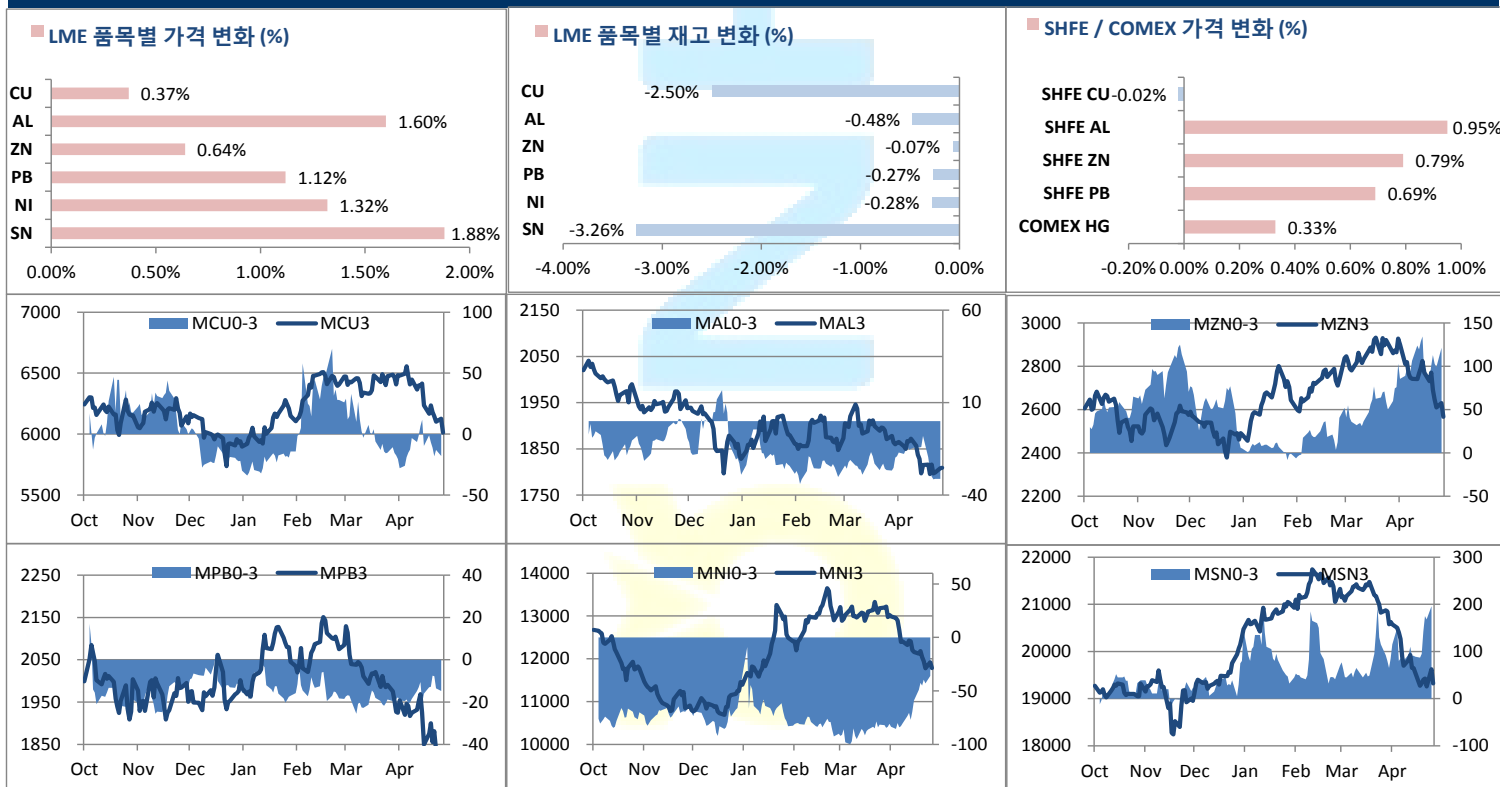 LME 품목별 가격 변화 (%)
CU 0.37%
AL 1.60%
ZN 0.64%
PB 1.12%
NI 1.32%
SN 1.88%
0.00% 0.50% 1.00% 1.50% 2.00%
LME 품목별 재고 변화 (%)
CU -2.50%
AL -0.48%
ZN -0.07%
PB -0.27%
NI -0.28%
SN -3.26%
-4.00% -3.00% -2.00% -1.00% 0.00%
SHFE / COMEX 가격 변화 (%)
SHFE CU -0.02%
SHFE AL 0.95%
SHFE ZN 0.79%
SHFE PB 0.69%
COMEX HG 0.33%
-0.20% 0.00% 0.20% 0.40% 0.60% 0.80% 1.00%
MCU0-3 MCU3
7000 100
6500 50
6000 0
5500 -50
Oct Nov Dec Jan Feb Mar Apr
MAL0-3 MAL3
2150 60
2050
1950 10
1850
1750 -40
Oct Nov Dec Jan Feb Mar Apr
MZN0-3 MZN3
3000 150
2800 100
2600 50
2400 0
2200 -50
Oct Nov Dec Jan Feb Mar Apr
MPB0-3 MPB3
2250 40
2150 20
2050 0
1950 -20
1850 -40
Oct Nov Dec Jan Feb Mar Apr
MNI0-3 MNI3
14000 50
13000 0
12000
11000 -50
10000 -100
Oct Nov Dec Jan Feb Mar Apr
MSN0-3 MSN3
22000 300
21000 200
20000 100
19000 0
18000 -100
Oct Nov Dec Jan Feb Mar Apr